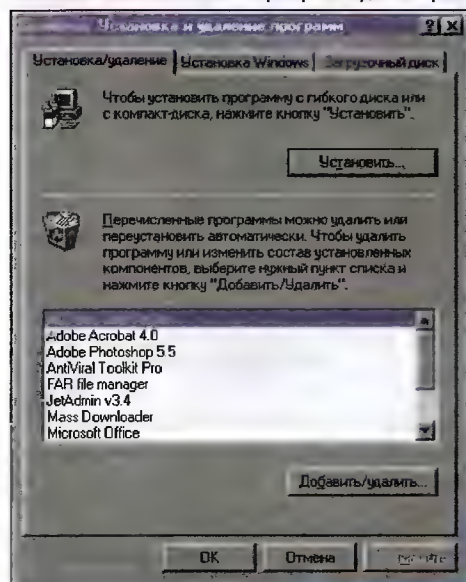 Установка и удаление программ
Установка/удаление
Установка Windows
Загрузочный диск
Чтобы установить программу с гибкого диска или
с компакт-диска, нажмите кнопку "Установить".
Установить...
Перечисленные программы можно удалить или
переустановить автоматически. Чтобы удалить
программу или изменить состав установленных
компонентов, выберите нужный пункт списка и
нажмите кнопку "Добавить/Удалить".
Adobe Acrobat 4.0
Adobe Photoshop 5.5
AntiViral Toolkit Pro
FAR file manager
JetAdmin v3.4
Mass Downloader
Microsoft Office
Добавить/удалить...
OK
Отмена